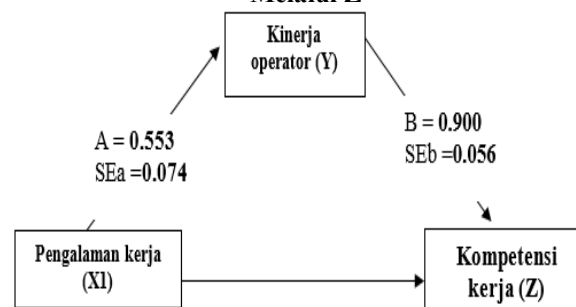 Melalui Z
Kinerja
operator (Y)
A = 0.553
SEa =0.074
B = 0.900
SEb =0.056
Pengalaman kerja
(X1)
Kompetensi
kerja (Z)